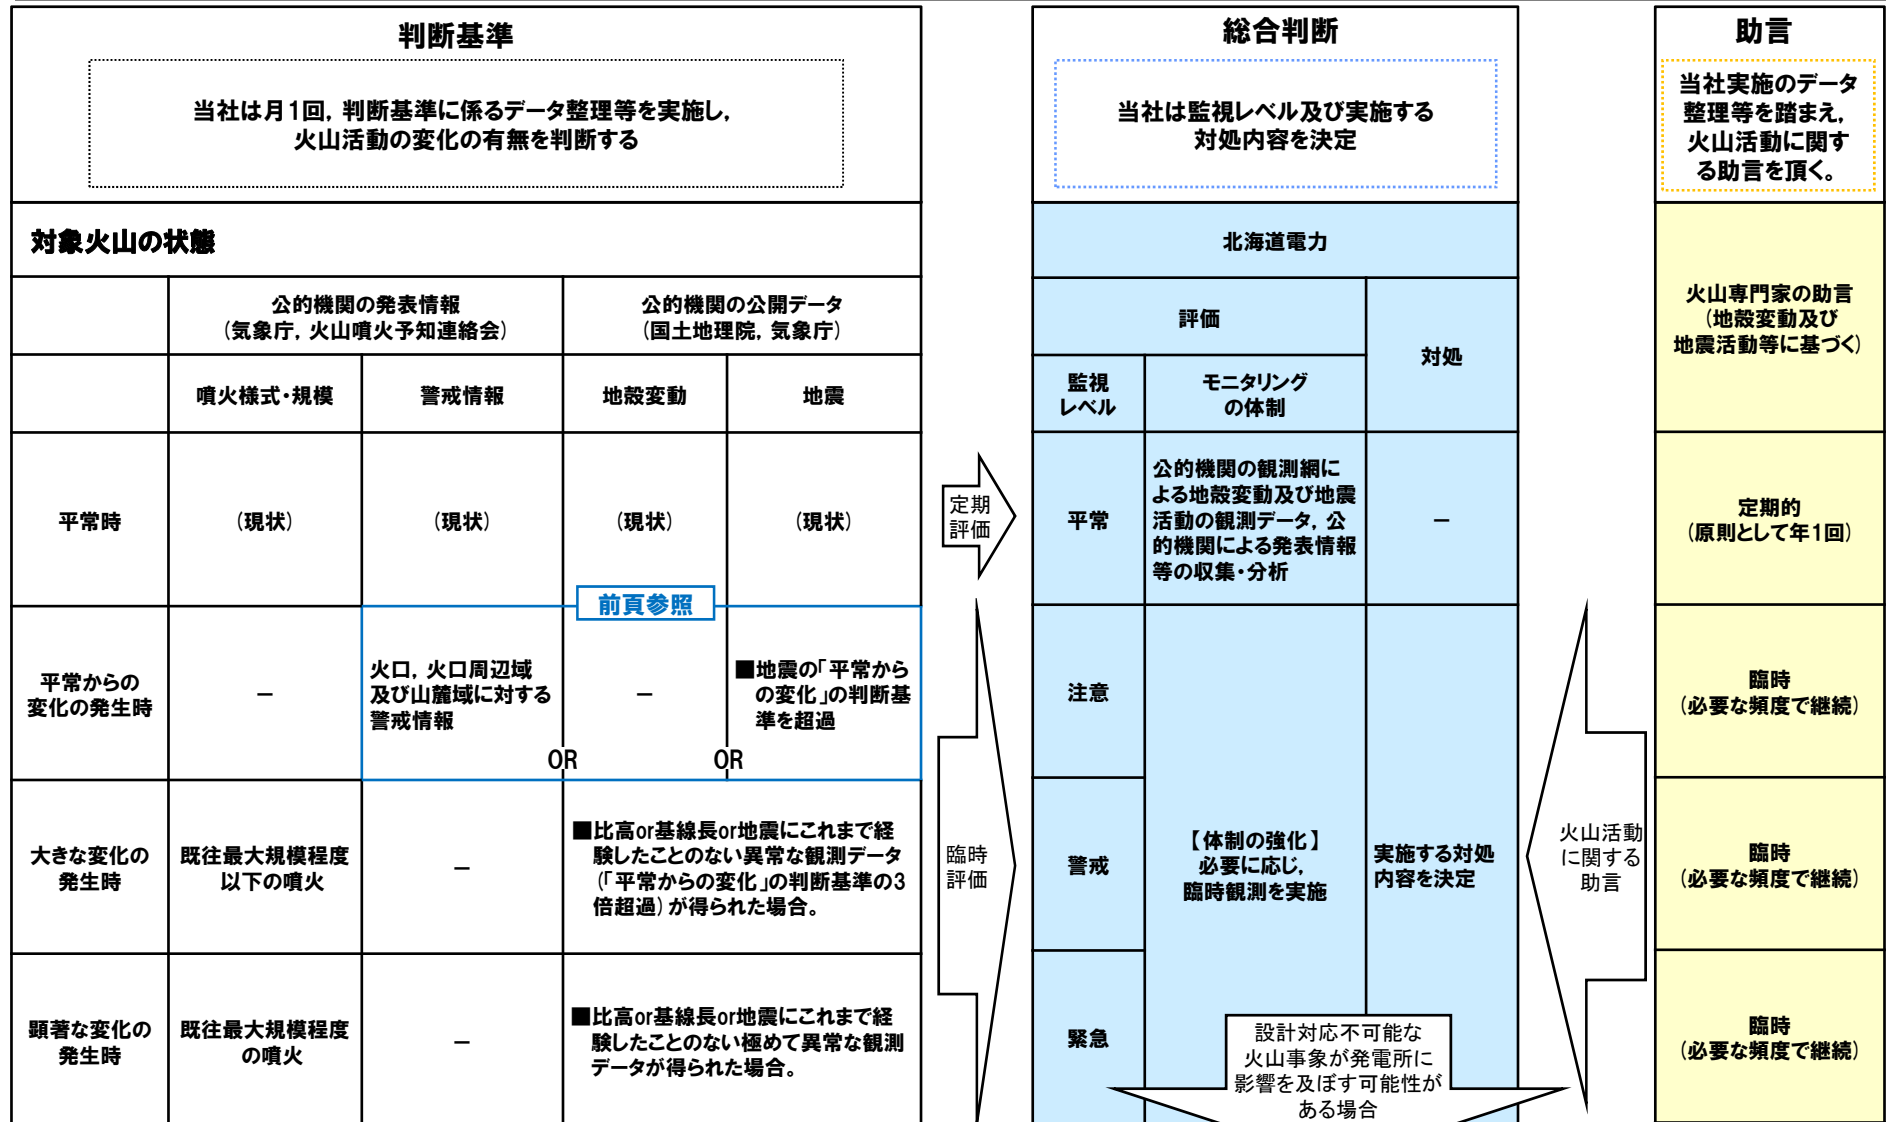 判断基準
当社は月1回，判断基準に係るデータ整理等を実施し，
火山活動の変化の有無を判断する
対象火山の状態
公的機関の発表情報
（気象庁，火山噴火予知連絡会）
公的機関の公開データ
（国土地理院，気象庁）
噴火様式・規模
警戒情報
地殻変動
地震
平常時
（現状）
（現状）
（現状）
（現状）
前頁参照
平常からの
変化の発生時
－
火口，火口周辺域
及び山麓域に対する
警戒情報
OR
－
OR
■地震の「平常から
の変化」の判断基
準を超過
大きな変化の
発生時
既往最大規模程度
以下の噴火
－
■比高or基線長or地震にこれまで経
験したことのない異常な観測データ
（「平常からの変化」の判断基準の3
倍超過）が得られた場合。
顕著な変化の
発生時
既往最大規模程度
の噴火
－
■比高or基線長or地震にこれまで経
験したことのない極めて異常な観測
データが得られた場合。
定期
評価
臨時
評価
総合判断
当社は監視レベル及び実施する
対処内容を決定
北海道電力
評価
対処
監視
レベル
モニタリング
の体制
平常
公的機関の観測網に
よる地殻変動及び地震
活動の観測データ，公
的機関による発表情報
等の収集・分析
－
注意
警戒
緊急
【体制の強化】
必要に応じ，
臨時観測を実施
実施する対処
内容を決定
設計対応不可能な
火山事象が発電所に
影響を及ぼす可能性が
ある場合
火山活動
に関する
助言
助言
当社実施のデータ
整理等を踏まえ，
火山活動に関す
る助言を頂く。
火山専門家の助言
（地殻変動及び
地震活動等に基づく）
定期的
（原則として年1回）
臨時
（必要な頻度で継続）
臨時
（必要な頻度で継続）
臨時
（必要な頻度で継続）